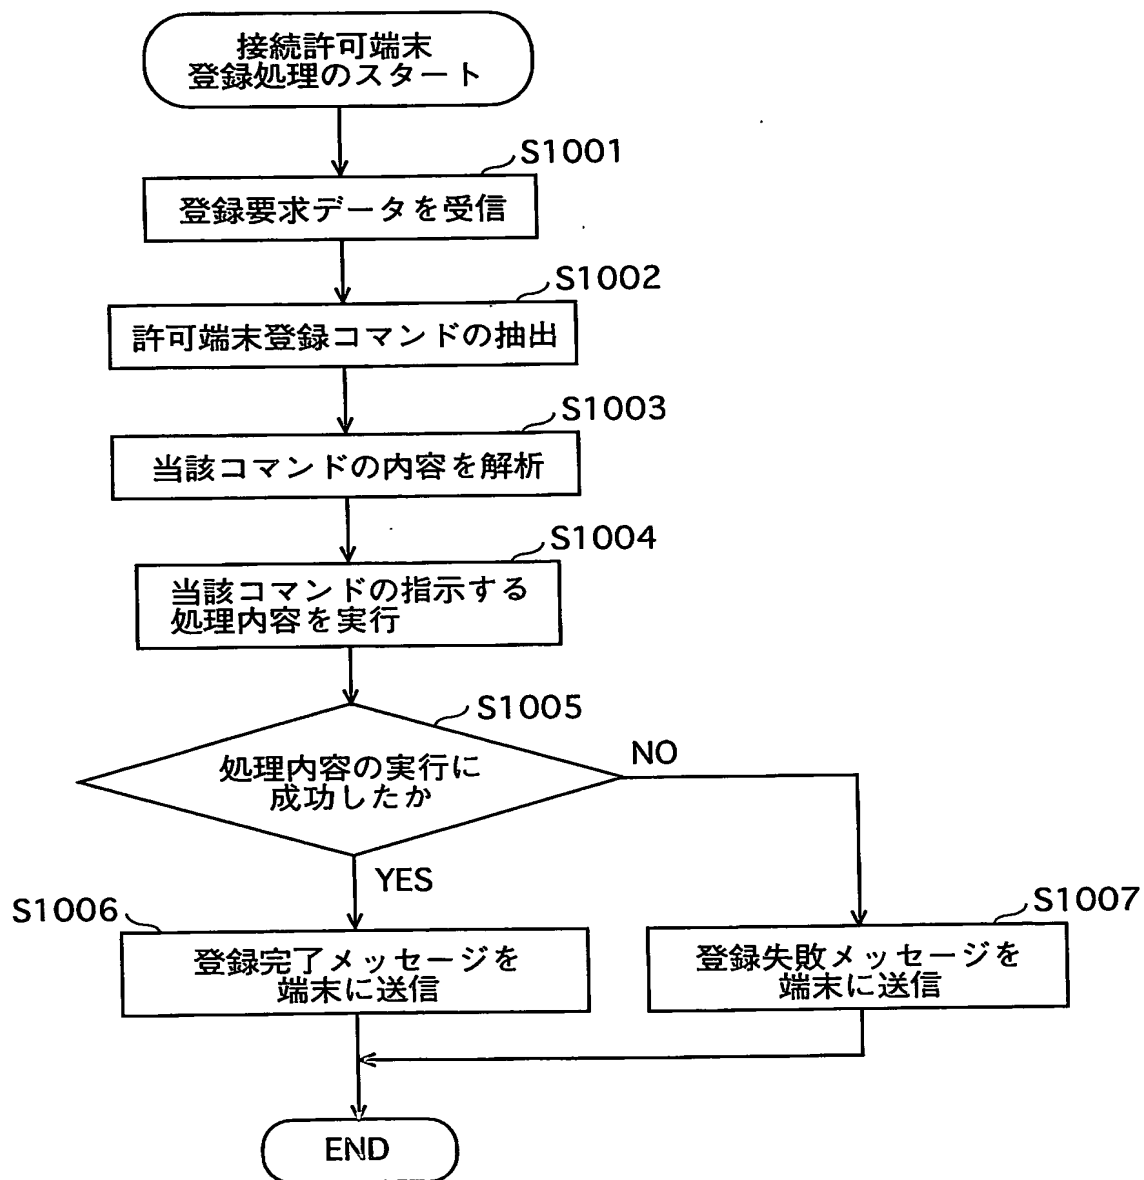 接続許可端末
登録処理のスタート
S1001
登録要求データを受信
S1002
許可端末登録コマンドの抽出
S1003
当該コマンドの内容を解析
S1004
当該コマンドの指示する
処理内容を実行
S1005
処理内容の実行に
成功したか
NO
YES
S1006
登録完了メッセージを
端末に送信
S1007
登録失敗メッセージを
端末に送信
END